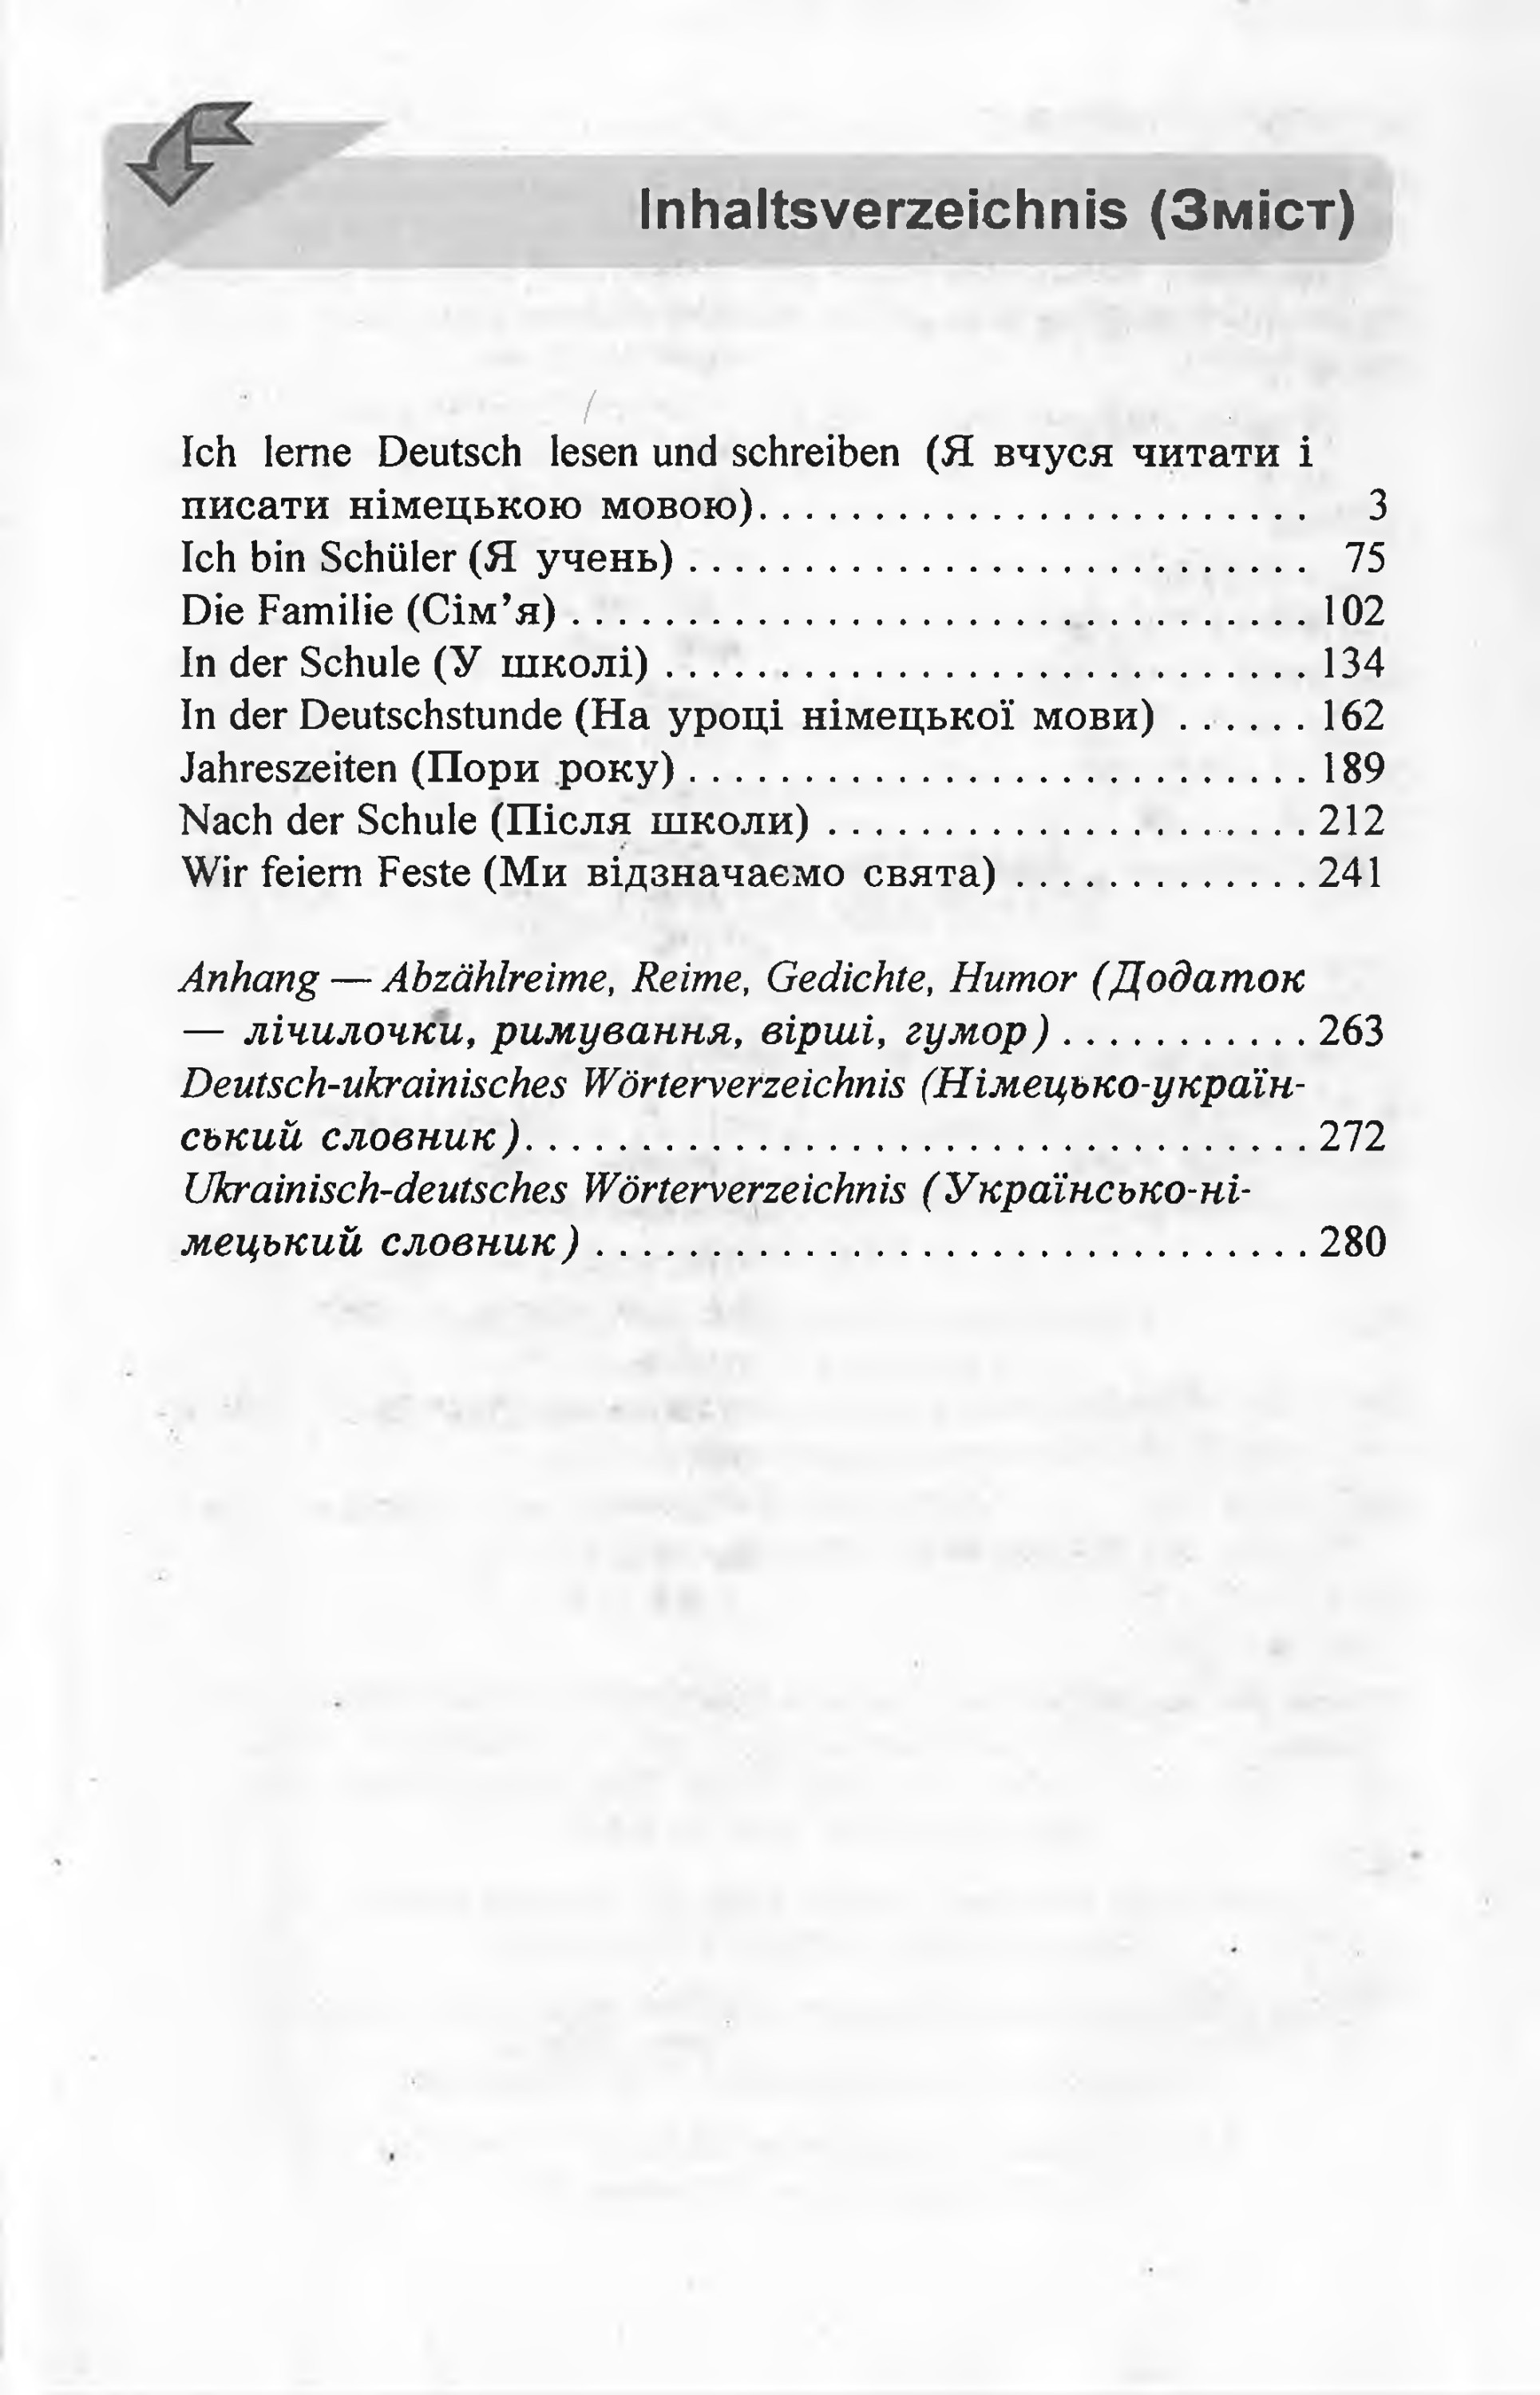 Inhaltsverzeichnis (Зміст)
Ich lerne Deutsch lesen und schreiben (Я вчуся читати і
писати німецькою мовою). . . . . . . . . . . . . . . . . . . . . . . . 3
Ich bin Schüler (Я учень) . . . . . . . . . . . . . . . . . . . . . . . . . . . 75
Die Familie (Сім’я) . . . . . . . . . . . . . . . . . . . . . . . . . . . . . . . . 102
In der Schule (У школі) . . . . . . . . . . . . . . . . . . . . . . . . . . . . 134
In der Deutschstunde (На уроці німецької мови) . . . . . . 162
Jahreszeiten (Пори року) . . . . . . . . . . . . . . . . . . . . . . . . . . . 189
Nach der Schule (Після школи) . . . . . . . . . . . . . . . . . . . . . 212
Wir feiern Feste (Ми відзначаємо свята) . . . . . . . . . . . . . 241
Anhang — Abzählreime, Reime, Gedichte, Humor (Додаток
— лічилочки, римування, вірші, гумор) . . . . . . . . . . . 263
Deutsch-ukrainisches Wörterverzeichnis (Німецько-україн-
ський словник). . . . . . . . . . . . . . . . . . . . . . . . . . . . . . . . . . 272
Ukrainisch-deutsches Wörterverzeichnis (Українсько-ні-
мецький словник) . . . . . . . . . . . . . . . . . . . . . . . . . . . . . . . 280